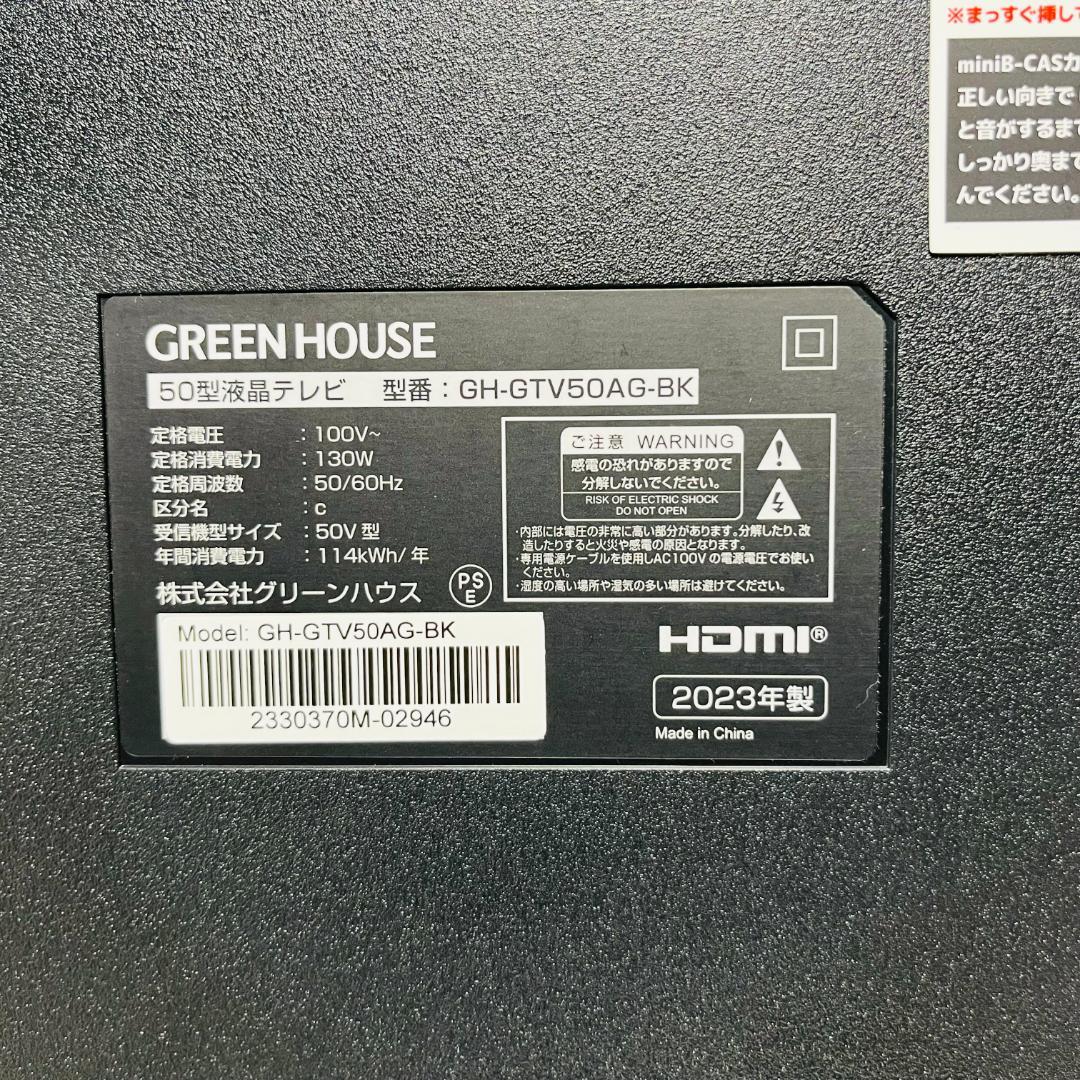 ※まっすぐ挿して
miniB-CASカ
正しい向きで
と音がするまで
しっかり奥まで
んでください。
GREEN HOUSE
50型液晶テレビ 型番：GH-GTV50AG-BK
定格電圧 ：100V~
定格消費電力 ：130W
定格周波数 ：50/60Hz
区分名 ：c
受信機型サイズ ：50V 型
年間消費電力 ：114kWh/年
株式会社グリーンハウス
PS
E
ご注意 WARNING
感電の恐れがありますので
分解しないでください。
RISK OF ELECTRIC SHOCK
DO NOT OPEN
・内部には電圧の非常に高い部分があります。分解したり、改
造したりすると火災や感電の原因となります。
・専用電源ケーブルを使用しAC100Vの電源電圧でお使い
ください。
・湿度の高い場所や湿気の多い場所は避けてください。
Model: GH-GTV50AG-BK
2330370M-02946
HDMI®
2023年製
Made in China